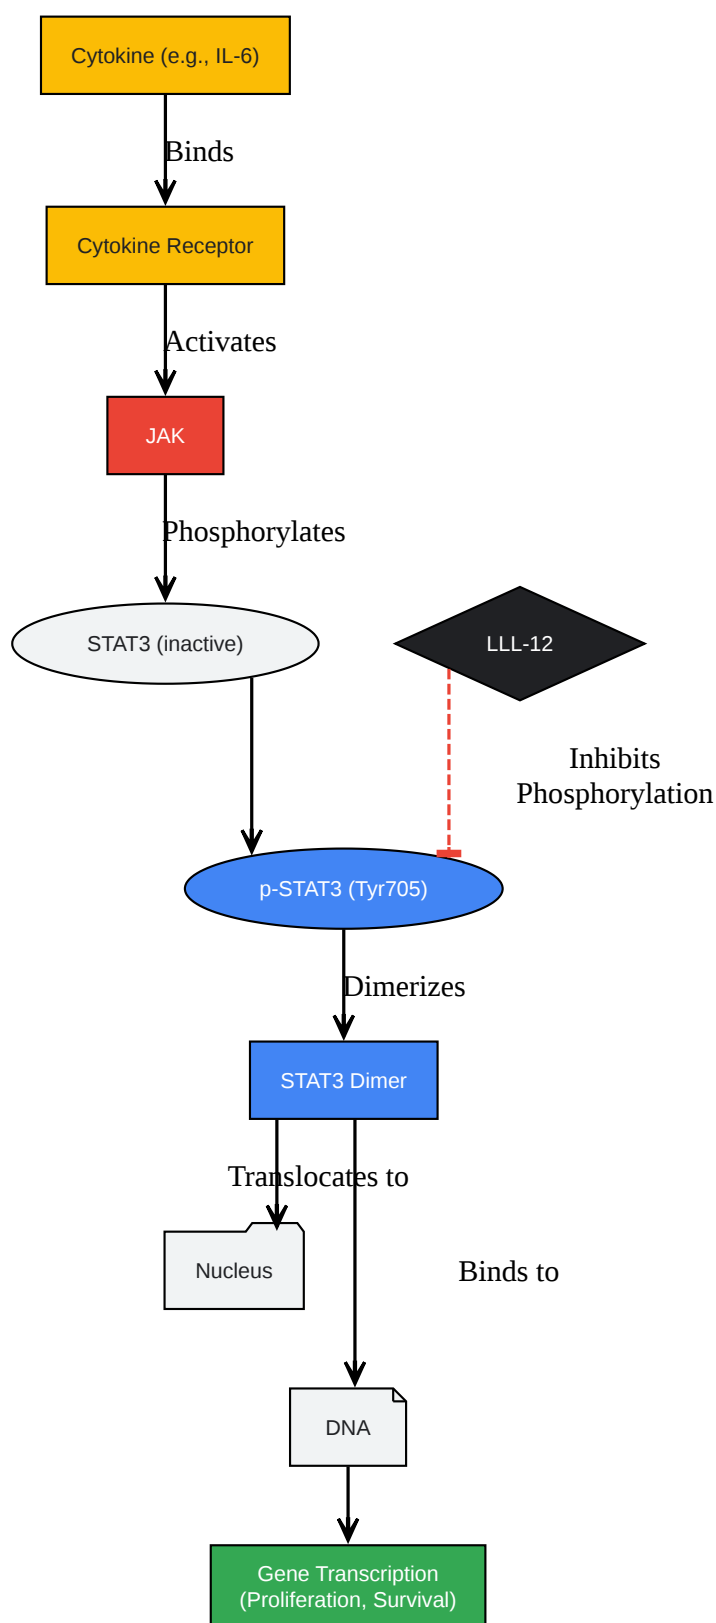 Cytokine (e.g., IL-6)
Binds
Cytokine Receptor
Activates
JAK
Phosphorylates
STAT3 (inactive)
LLL-12
Inhibits
Phosphorylation
p-STAT3 (Tyr705)
Dimerizes
STAT3 Dimer
Translocates to
Nucleus
Binds to
DNA
Gene Transcription
(Proliferation, Survival)